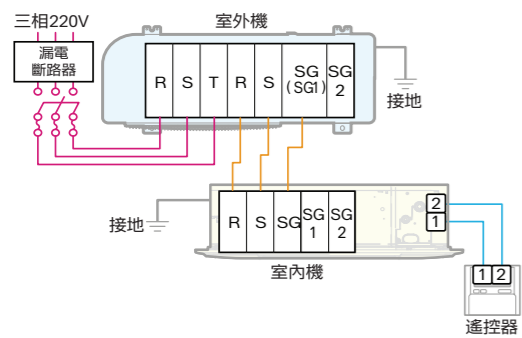 三相220V
室外機
漏電
斷路器
R S T R S SG (SG1) SG 2
接地
接地
R S SG SG 1 SG 2
2
1
室內機
1 2
遙控器